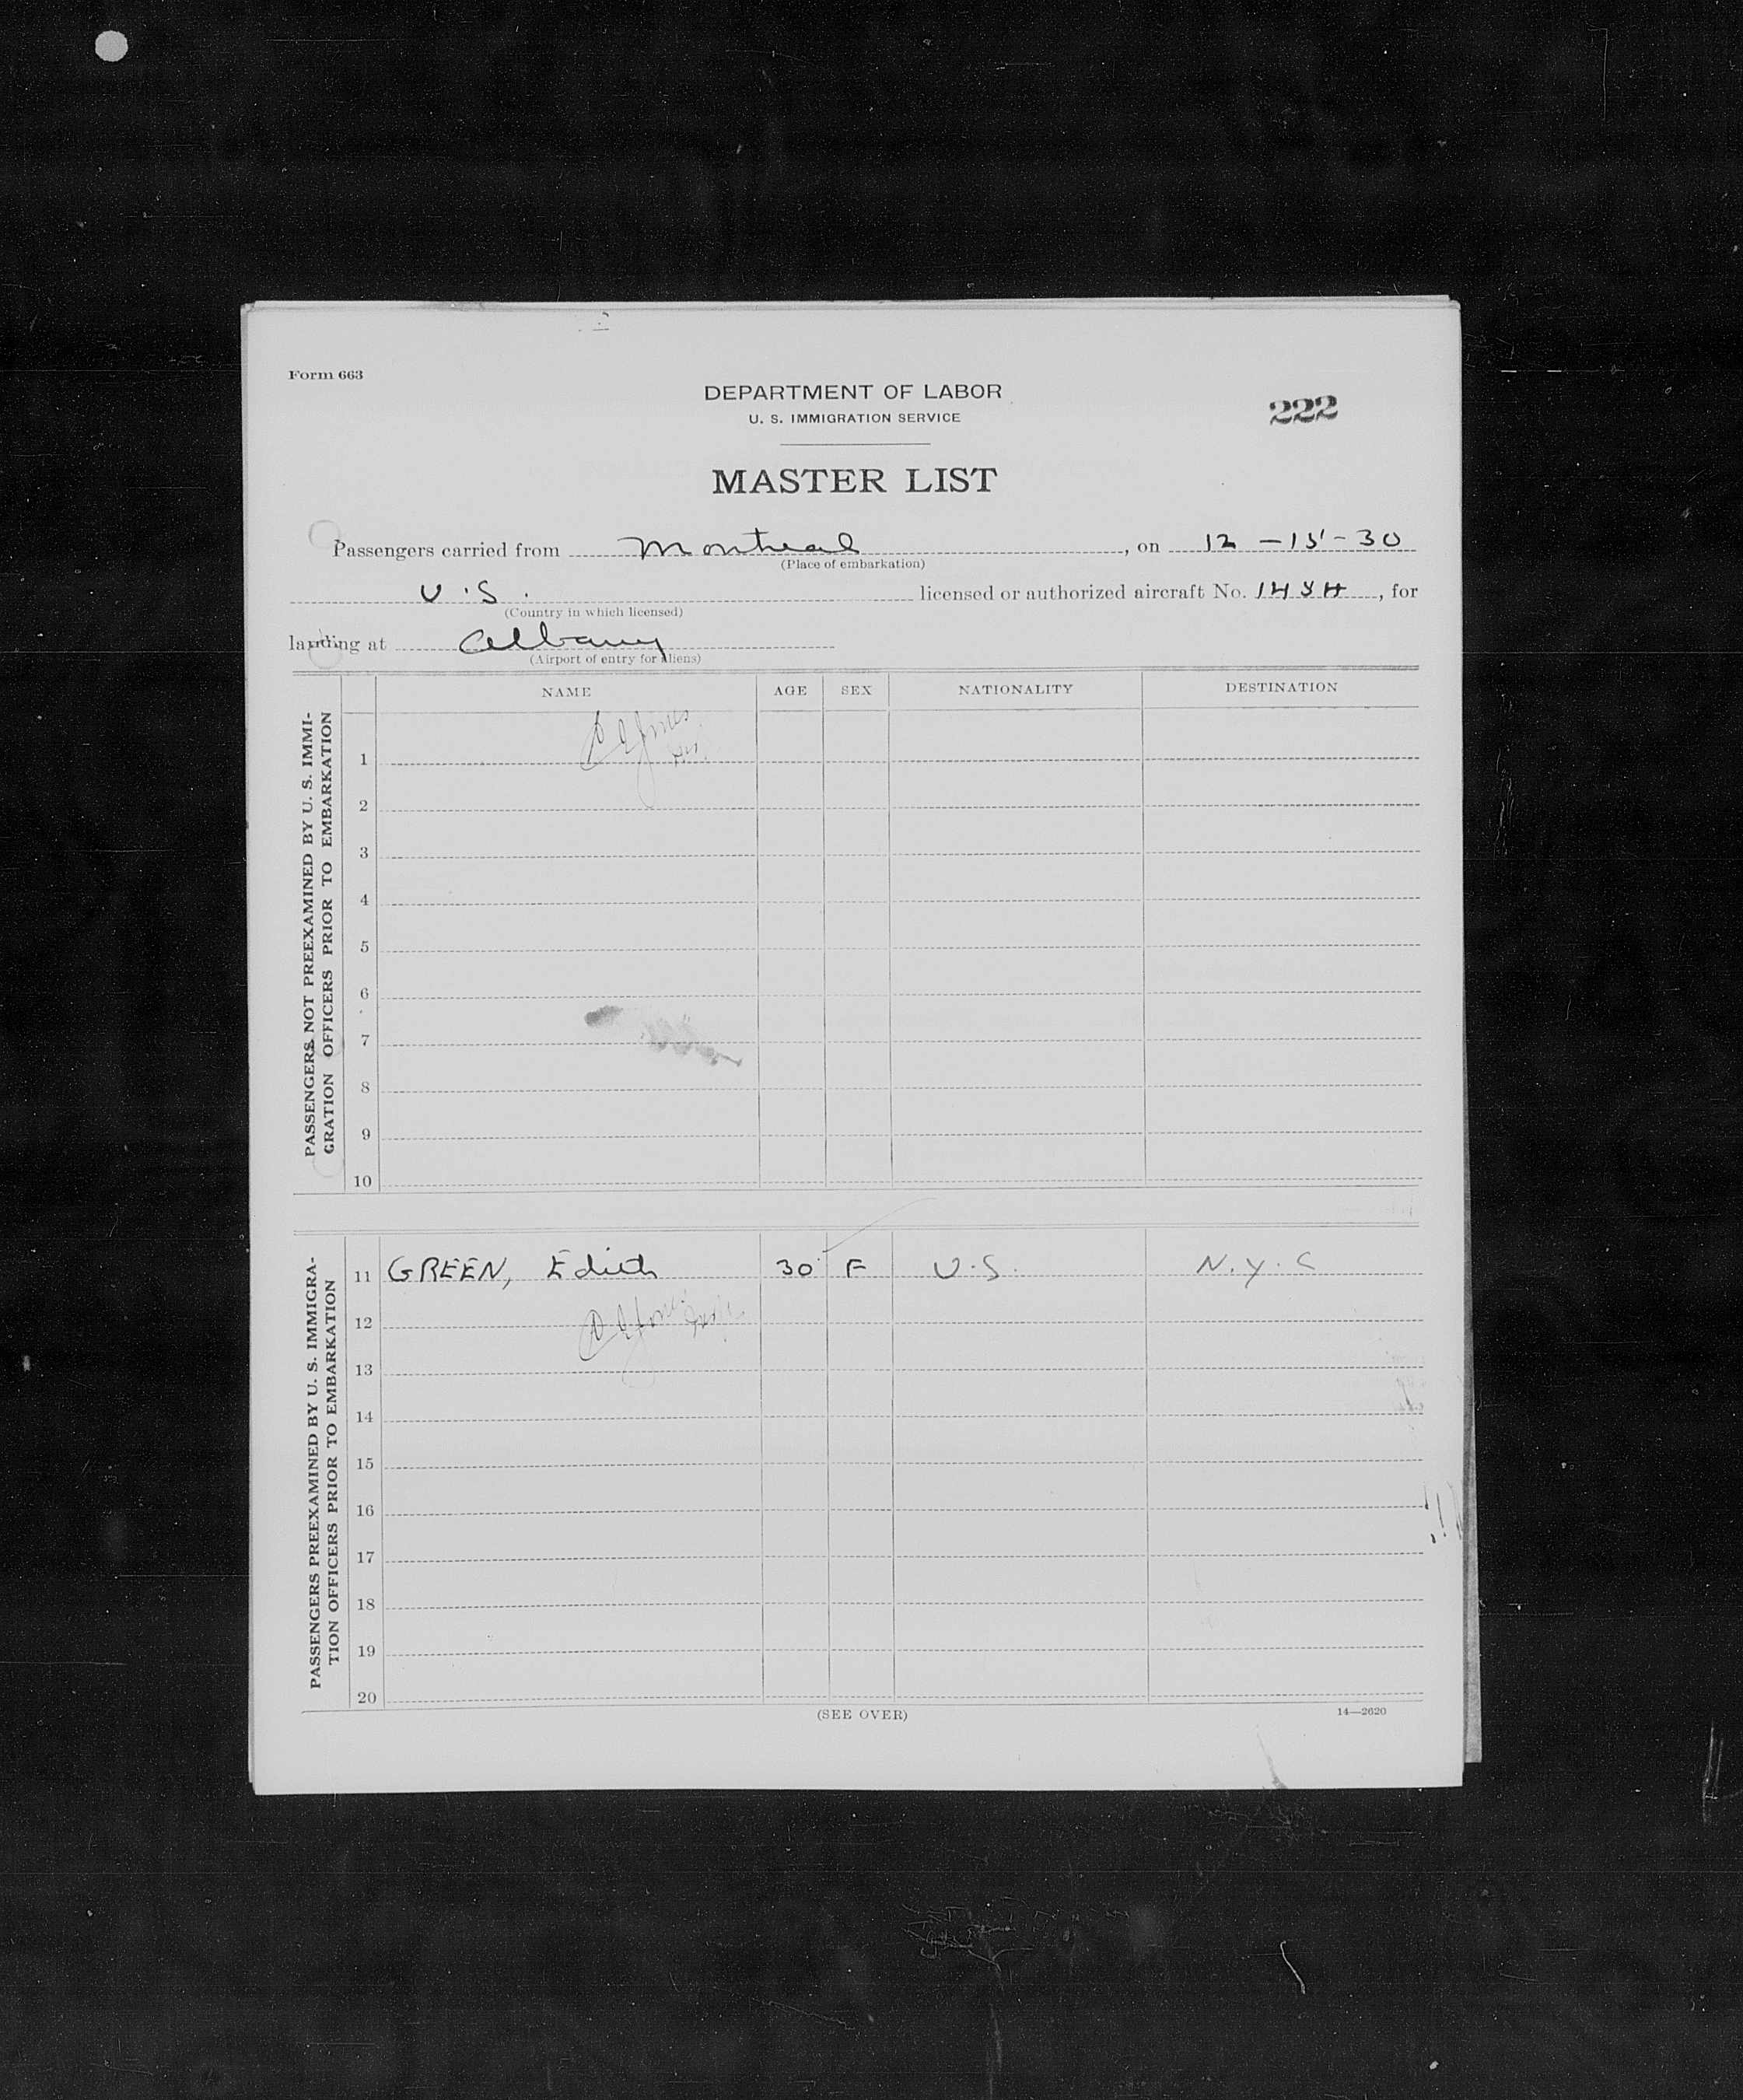 Form 663
DEPARTMENT OF LABOR
U. S. IMMIGRATION SERVICE
222
MASTER LIST
Passengers carried from Montreal, on 12-15-30
(Place of embarkation)
U.S. licensed or authorized aircraft No. , for
(Country in which licensed)
landing at Albany
(Airport of entry for aliens)
NAME AGE SEX NATIONALITY DESTINATION
PASSENGERS NOT PREEXAMINED BY U. S. IMMI-
GRATION OFFICERS PRIOR TO EMBARKATION
1
2
3
4
5
6
7
8
9
10
PASSENGERS PREEXAMINED BY U. S. IMMIGRA-
TION OFFICERS PRIOR TO EMBARKATION
11 GREEN, Edith 30 F U.S. N.Y.C
12
13
14
15
16
17
18
19
20
(SEE OVER)
14—2620